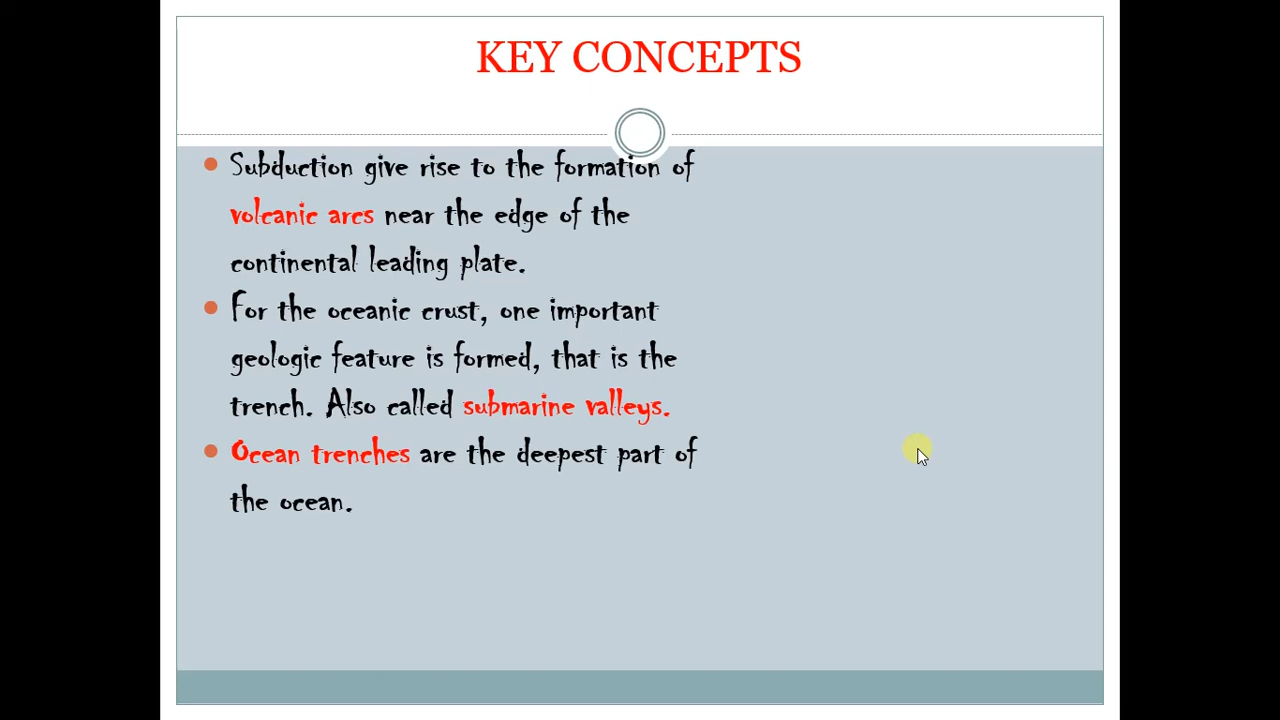 KEY CONCEPTS
Subduction give rise to the formation of
volcanic arcs near the edge of the
continental leading plate.
For the oceanic crust, one important
geologic feature is formed, that is the
trench. Also called submarine valleys.
Ocean trenches are the deepest part of
the ocean.